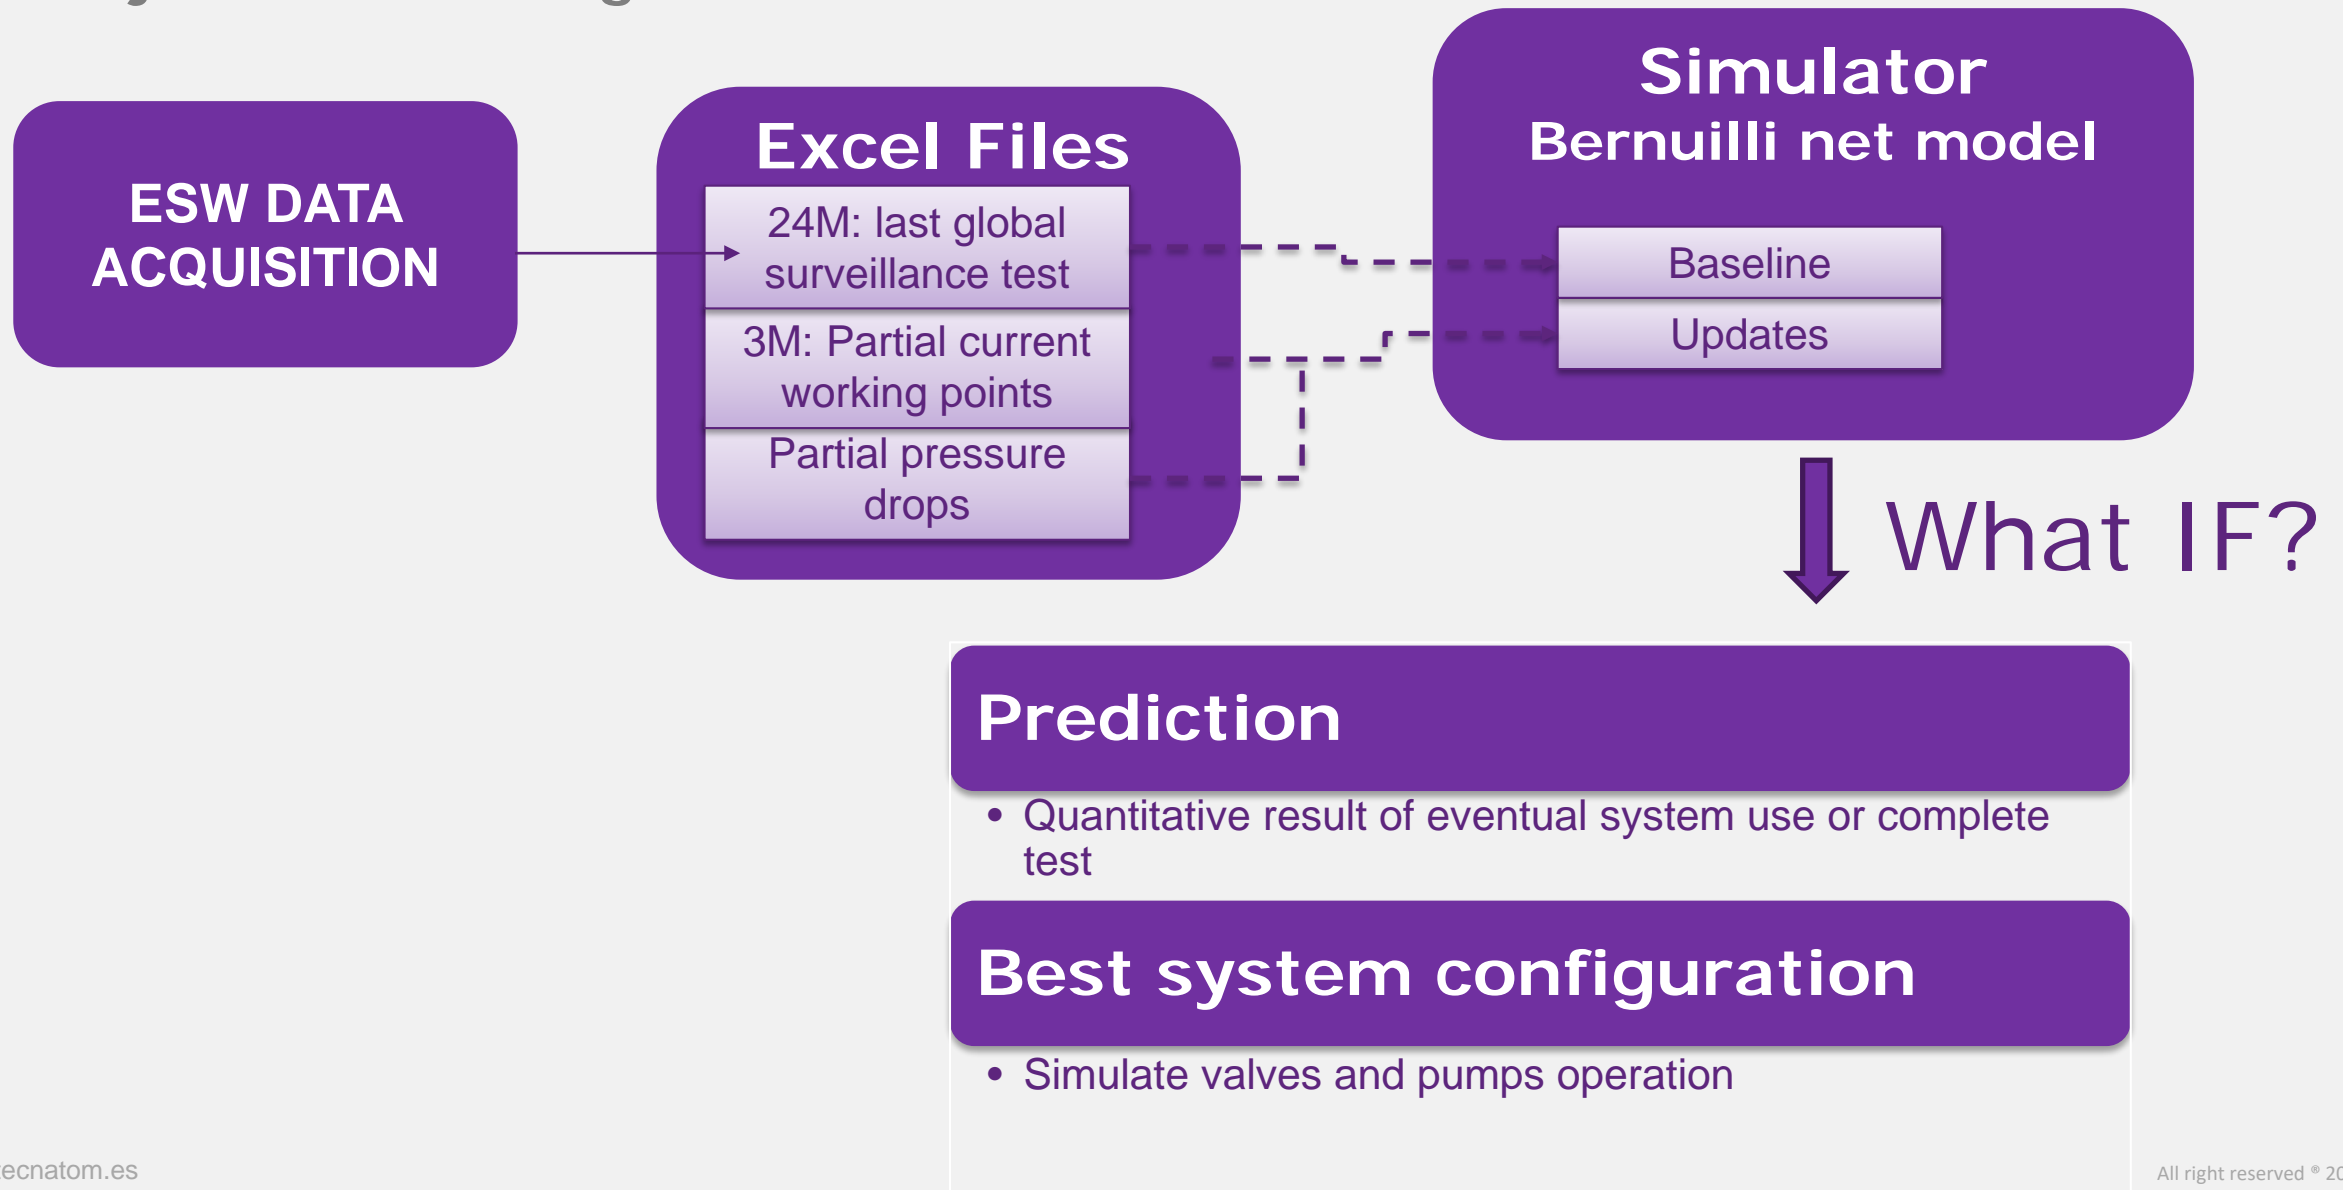 ESW DATA
ACQUISITION
Excel Files
24M: last global
surveillance test
3M: Partial current
working points
Partial pressure
drops
Simulator
Bernuilli net model
Baseline
Updates
What IF?
Prediction
• Quantitative result of eventual system use or complete
test
Best system configuration
• Simulate valves and pumps operation
ecnatom.es
All right reserved ® 20